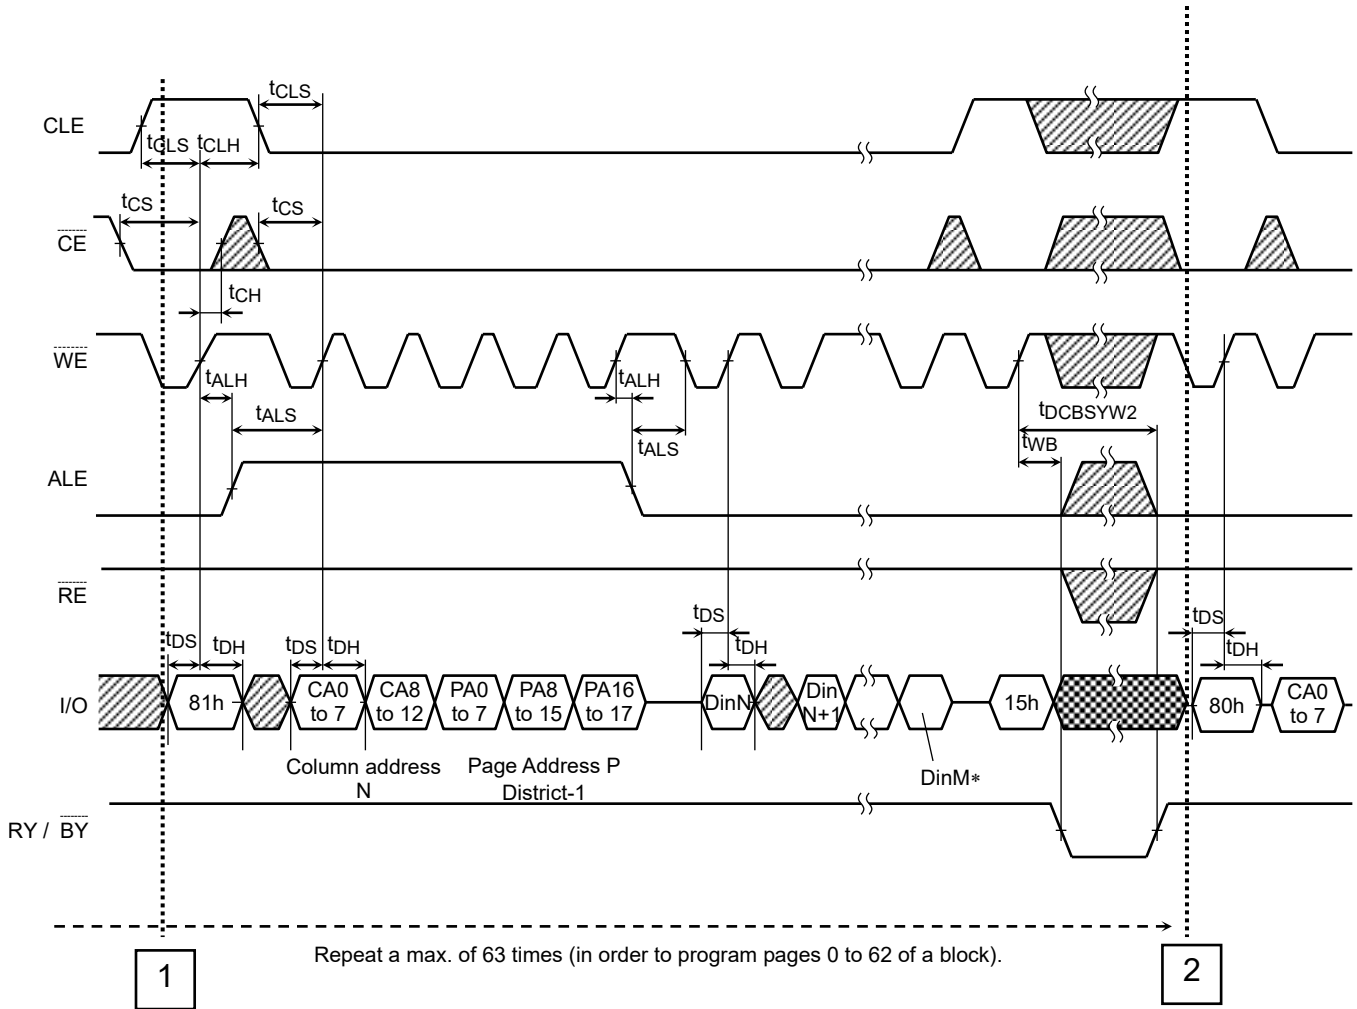 tCLS
CLE
tCLS tCLH
tCS tCS
CE
tCH
WE
tALH tALH
tDCBSYW2
tALS
tWB
tALS
ALE
RE
tDS tDS
tDS tDH tDS tDH tDH tDH
I/O
81h
CA0 to 7
CA8 to 12
PA0 to 7
PA8 to 15
PA16 to 17
DinN
Din N+1
15h
80h
CA0 to 7
Column address
N
Page Address P
District-1
DinM*
RY / BY
Repeat a max. of 63 times (in order to program pages 0 to 62 of a block).
1
2